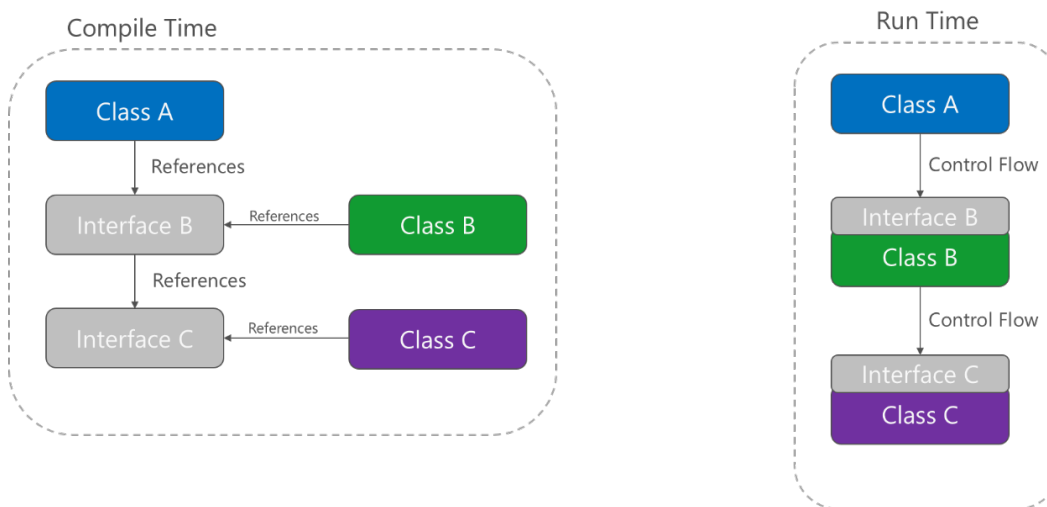 Compile Time
Class A
References
Interface B
References
Class B
References
Interface C
References
Class C
Run Time
Class A
Control Flow
Interface B
Class B
Control Flow
Interface C
Class C